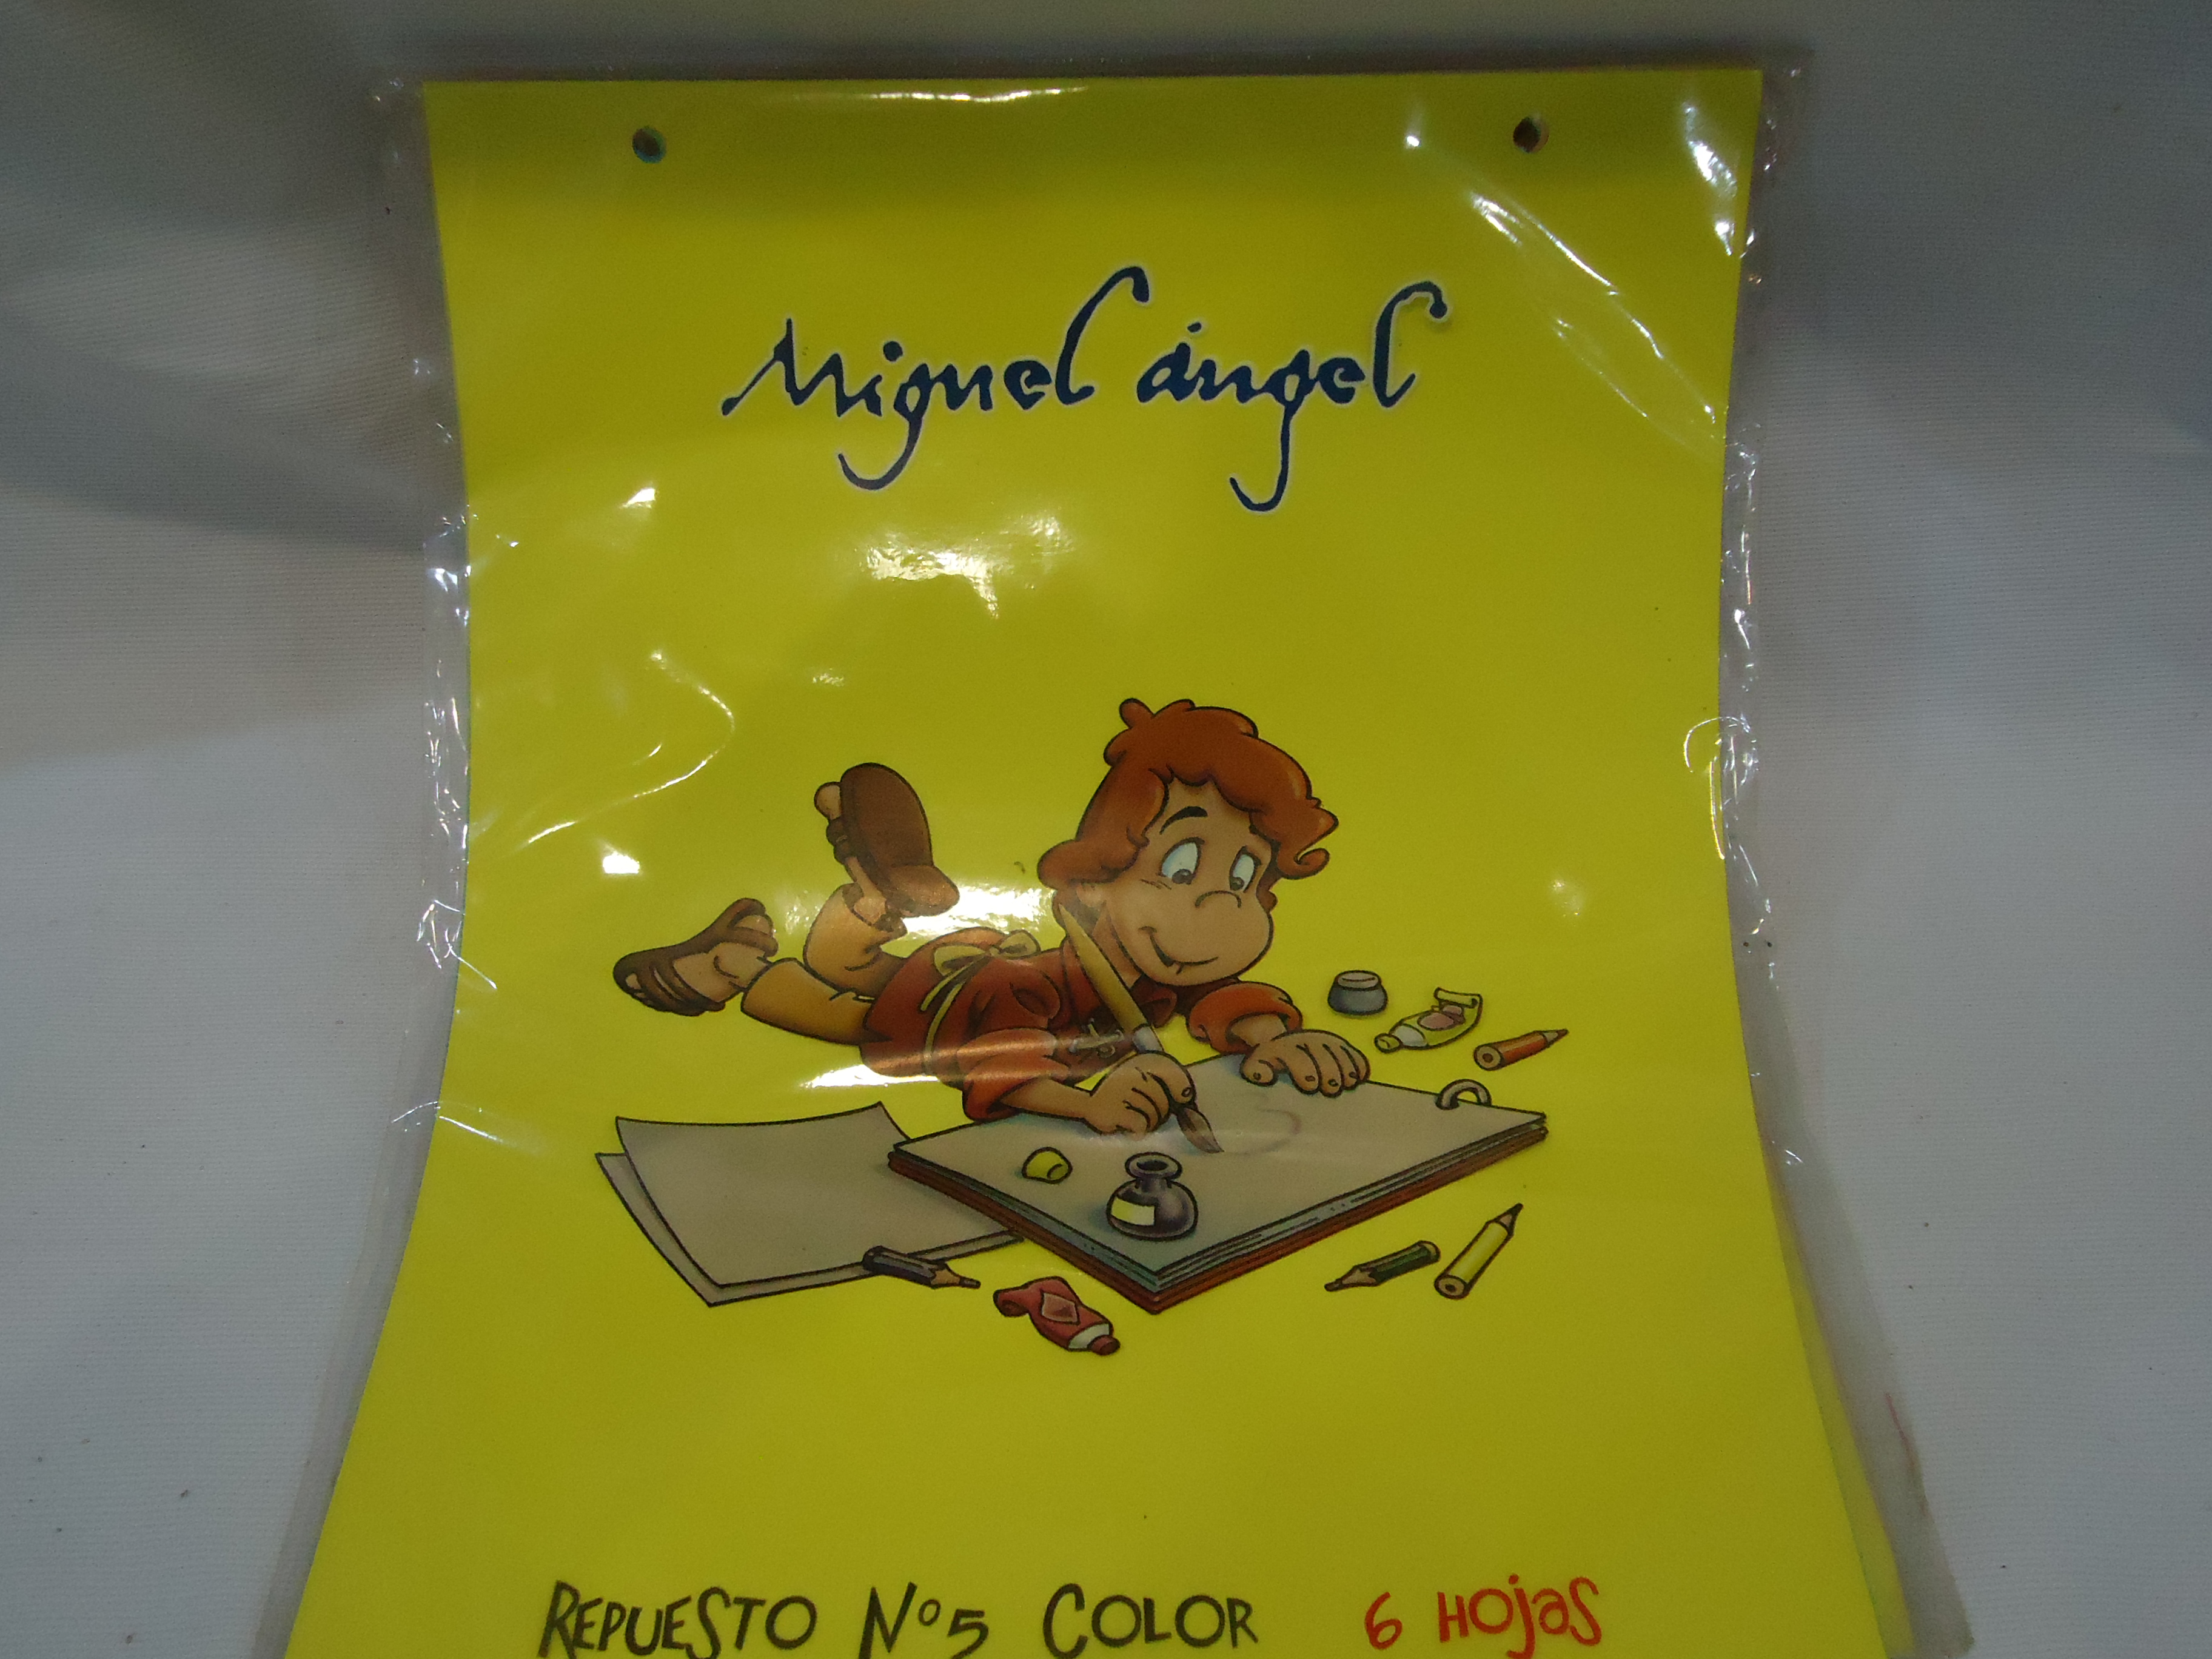 Miguel ángel
REPUESTO Nº5 COLOR 6 HOJAS